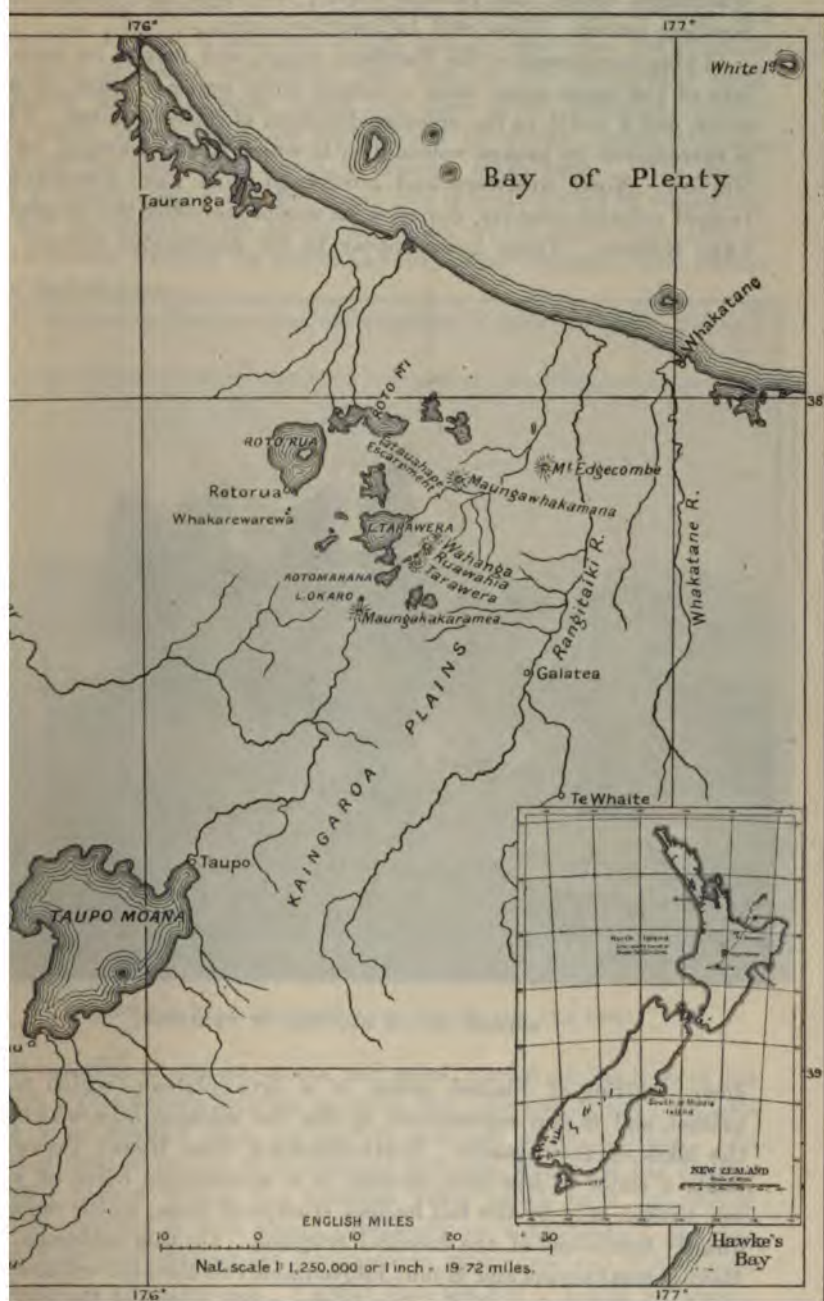 176°
177°
White Iᵈ
Bay of Plenty
Tauranga
Whakatane
38
ROTO ITI
ROTO RUA
Tatauahape
Escarpment
Mᵗ Edgecombe
Rotorua
Maungawhakamana
Whakarewarewa
L.TARAWERA
Wahanga
Ruawahia
Tarawera
ROTOMAHANA
L.OKARO
Maungakakaramea
Rangitaiki R.
Whakatane R.
Galatea
KAINGAROA PLAINS
Te Whaite
Taupo
TAUPO MOANA
North Island
South or Middle
Island
NEW ZEALAND
39
ENGLISH MILES
10 0 10 20 30
Nat. scale 1: 1,250,000 or 1 inch = 19·72 miles.
Hawke's
Bay
176°
177°